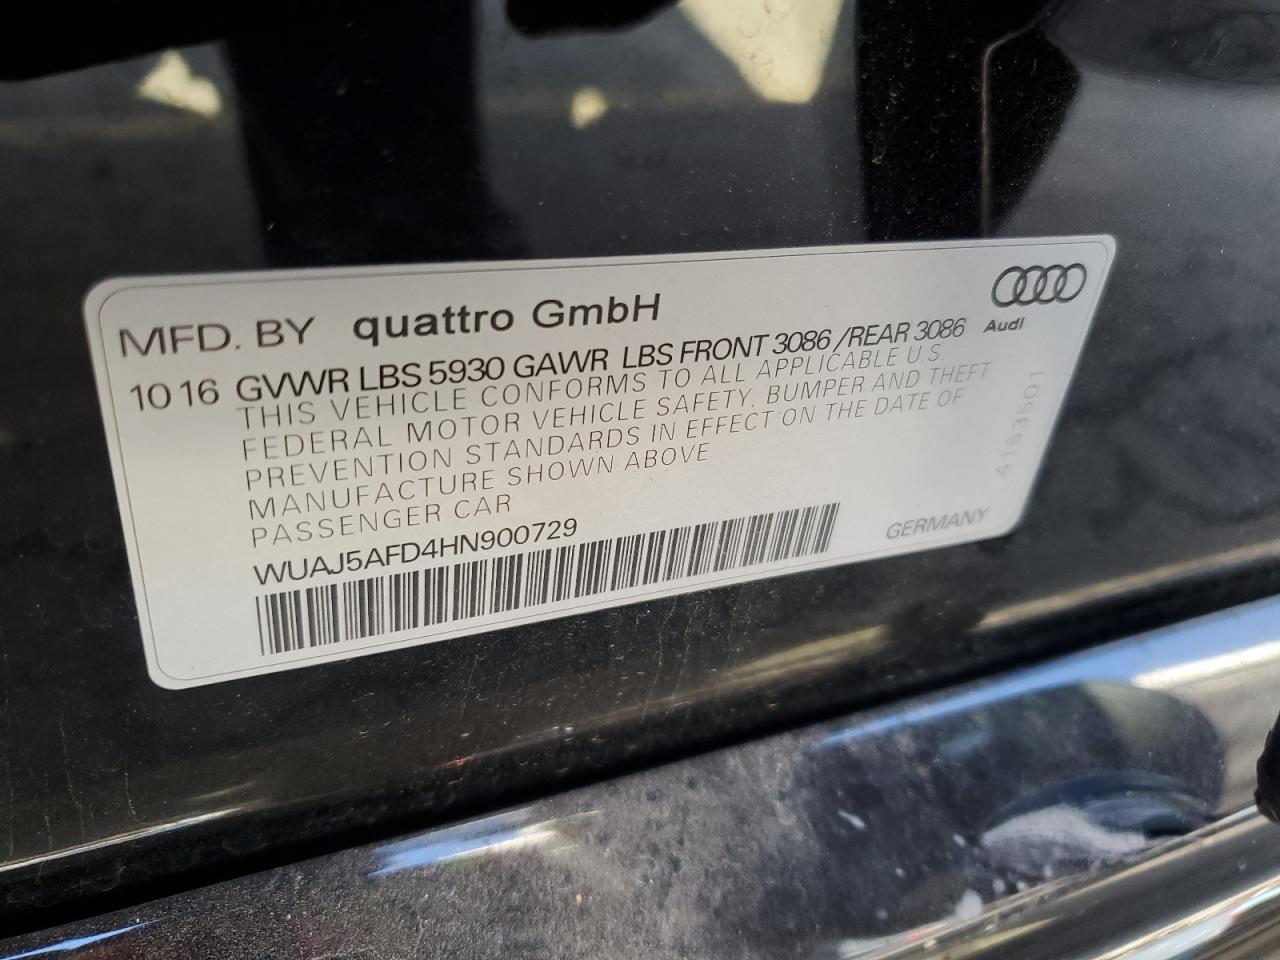 MFD. BY quattro GmbH
Audi
10 16 GVWR LBS 5930 GAWR LBS FRONT 3086 /REAR 3086
THIS VEHICLE CONFORMS TO ALL APPLICABLE U.S
FEDERAL MOTOR VEHICLE SAFETY, BUMPER AND THEFT
PREVENTION STANDARDS IN EFFECT ON THE DATE OF
MANUFACTURE SHOWN ABOVE
PASSENGER CAR
WUAJ5AFD4HN900729
GERMANY
4153501